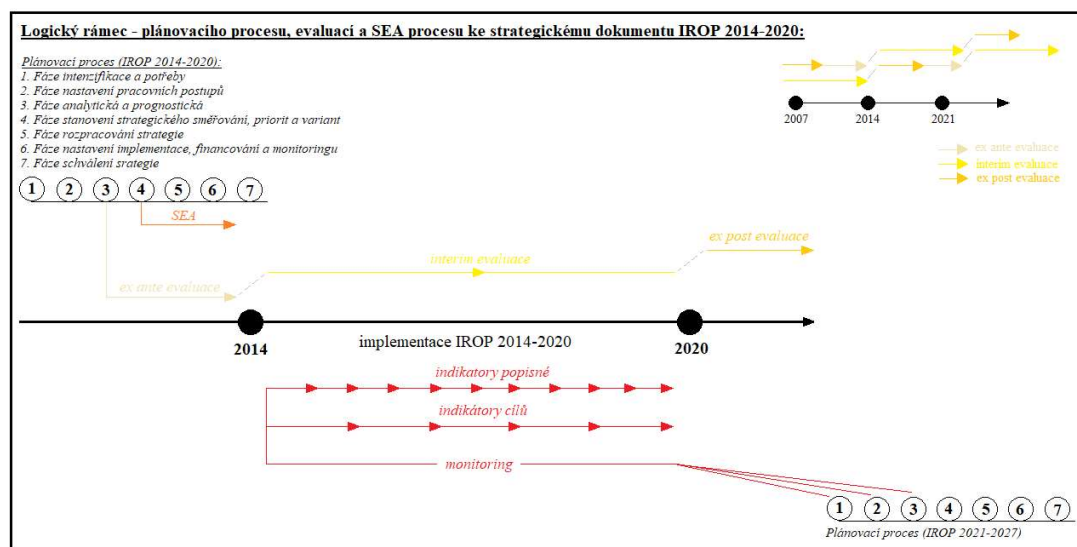 Logický rámec - plánovacího procesu, evaluací a SEA procesu ke strategickému dokumentu IROP 2014-2020:
Plánovací proces (IROP 2014-2020):
1. Fáze intenzifikace a potřeby
2. Fáze nastavení pracovních postupů
3. Fáze analytická a prognostická
4. Fáze stanovení strategického směřování, priorit a variant
5. Fáze rozpracování strategie
6. Fáze nastavení implementace, financování a monitoringu
7. Fáze schválení srategie
2007 2014 2021
ex ante evaluace
interim evaluace
ex post evaluace
1 2 3 4 5 6 7
SEA
ex post evaluace
interim evaluace
ex ante evaluace
2014 implementace IROP 2014-2020 2020
indikatory popisné
indikátory cílů
monitoring
1 2 3 4 5 6 7
Plánovací proces (IROP 2021-2027)